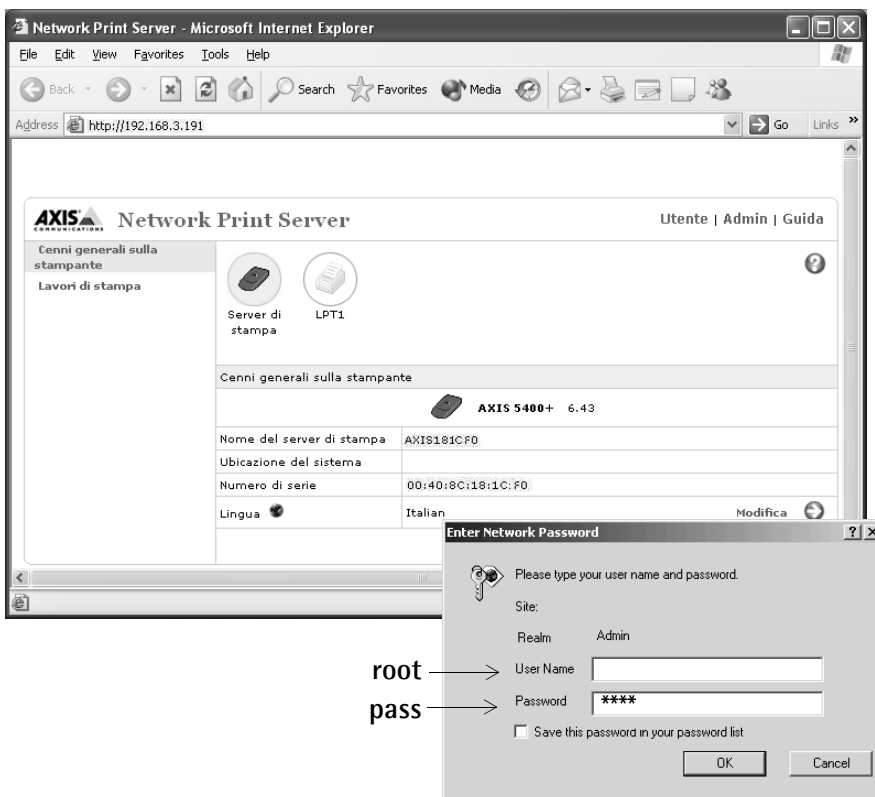 Network Print Server - Microsoft Internet Explorer
File Edit View Favorites Tools Help
Back Search Favorites Media
Address http://192.168.3.191 Go Links »
AXIS COMMUNICATIONS Network Print Server Utente | Admin | Guida
Cenni generali sulla
stampante
Lavori di stampa
Server di
stampa
LPT1
Cenni generali sulla stampante
AXIS 5400+ 6.43
Nome del server di stampa AXIS181CF0
Ubicazione del sistema
Numero di serie 00:40:8C:18:1C:F0
Lingua Italian Modifica
Enter Network Password
Please type your user name and password.
Site:
Realm Admin
root User Name
pass Password ****
Save this password in your password list
OK Cancel